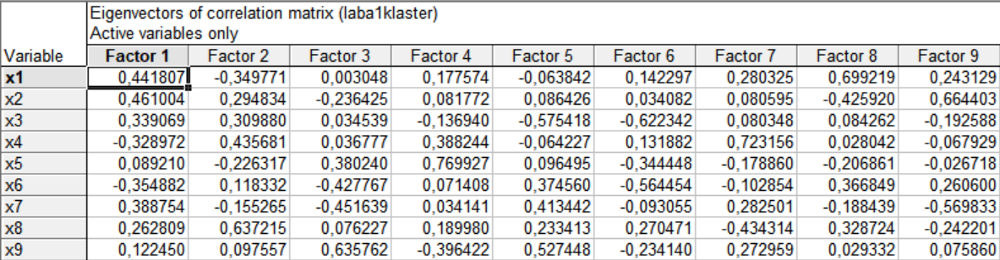 Eigenvectors of correlation matrix (laba1klaster)
Active variables only
Variable Factor 1 Factor 2 Factor 3 Factor 4 Factor 5 Factor 6 Factor 7 Factor 8 Factor 9
x1 0,441807 -0,349771 0,003048 0,177574 -0,063842 0,142297 0,280325 0,699219 0,243129
x2 0,461004 0,294834 -0,236425 0,081772 0,086426 0,034082 0,080595 -0,425920 0,664403
x3 0,339069 0,309880 0,034539 -0,136940 -0,575418 -0,622342 0,080348 0,084262 -0,192588
x4 -0,328972 0,435681 0,036777 0,388244 -0,064227 0,131882 0,723156 0,028042 -0,067929
x5 0,089210 -0,226317 0,380240 0,769927 0,096495 -0,344448 -0,178860 -0,206861 -0,026718
x6 -0,354882 0,118332 -0,427767 0,071408 0,374560 -0,564454 -0,102854 0,366849 0,260600
x7 0,388754 -0,155265 -0,451639 0,034141 0,413442 -0,093055 0,282501 -0,188439 -0,569833
x8 0,262809 0,637215 0,076227 0,189980 0,233413 0,270471 -0,434314 0,328724 -0,242201
x9 0,122450 0,097557 0,635762 -0,396422 0,527448 -0,234140 0,272959 0,029332 0,075860